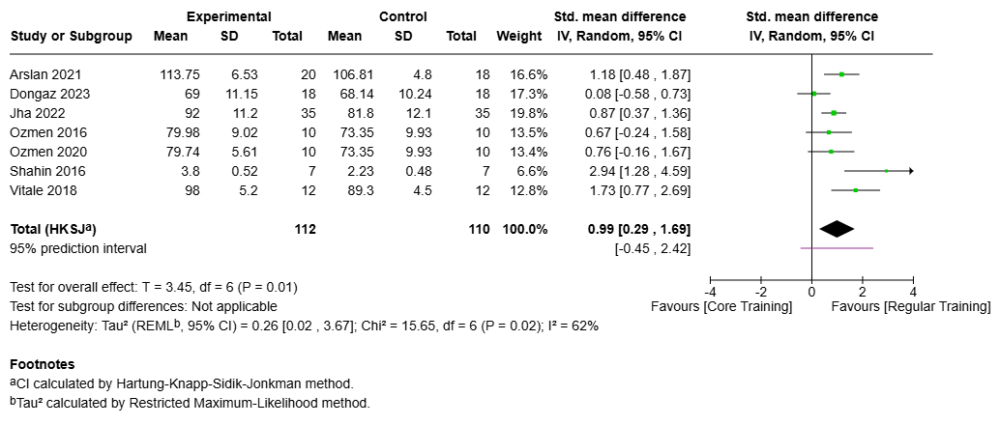 Experimental Control Std. mean difference Std. mean difference
Study or Subgroup Mean SD Total Mean SD Total Weight IV, Random, 95% CI IV, Random, 95% CI
Arslan 2021 113.75 6.53 20 106.81 4.8 18 16.6% 1.18 [0.48 , 1.87]
Dongaz 2023 69 11.15 18 68.14 10.24 18 17.3% 0.08 [-0.58 , 0.73]
Jha 2022 92 11.2 35 81.8 12.1 35 19.8% 0.87 [0.37 , 1.36]
Ozmen 2016 79.98 9.02 10 73.35 9.93 10 13.5% 0.67 [-0.24 , 1.58]
Ozmen 2020 79.74 5.61 10 73.35 9.93 10 13.4% 0.76 [-0.16 , 1.67]
Shahin 2016 3.8 0.52 7 2.23 0.48 7 6.6% 2.94 [1.28 , 4.59]
Vitale 2018 98 5.2 12 89.3 4.5 12 12.8% 1.73 [0.77 , 2.69]
Total (HKSJᵃ) 112 110 100.0% 0.99 [0.29 , 1.69]
95% prediction interval [-0.45 , 2.42]
Test for overall effect: T = 3.45, df = 6 (P = 0.01)
Test for subgroup differences: Not applicable
Heterogeneity: Tau² (REMLᵇ, 95% CI) = 0.26 [0.02 , 3.67]; Chi² = 15.65, df = 6 (P = 0.02); I² = 62%
-4 -2 0 2 4
Favours [Core Training] Favours [Regular Training]
Footnotes
ᵃCI calculated by Hartung-Knapp-Sidik-Jonkman method.
ᵇTau² calculated by Restricted Maximum-Likelihood method.